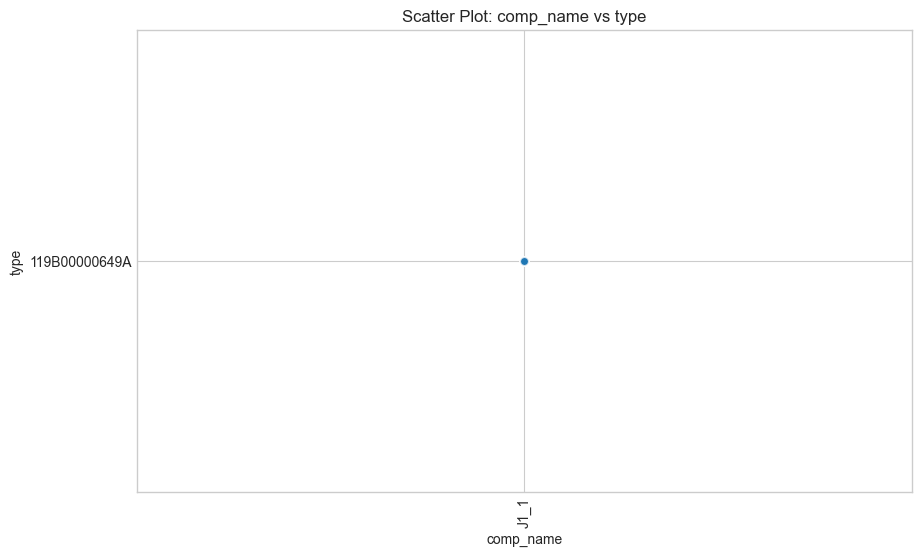 Scatter Plot: comp_name vs type
type
119B00000649A
J1_1
comp_name